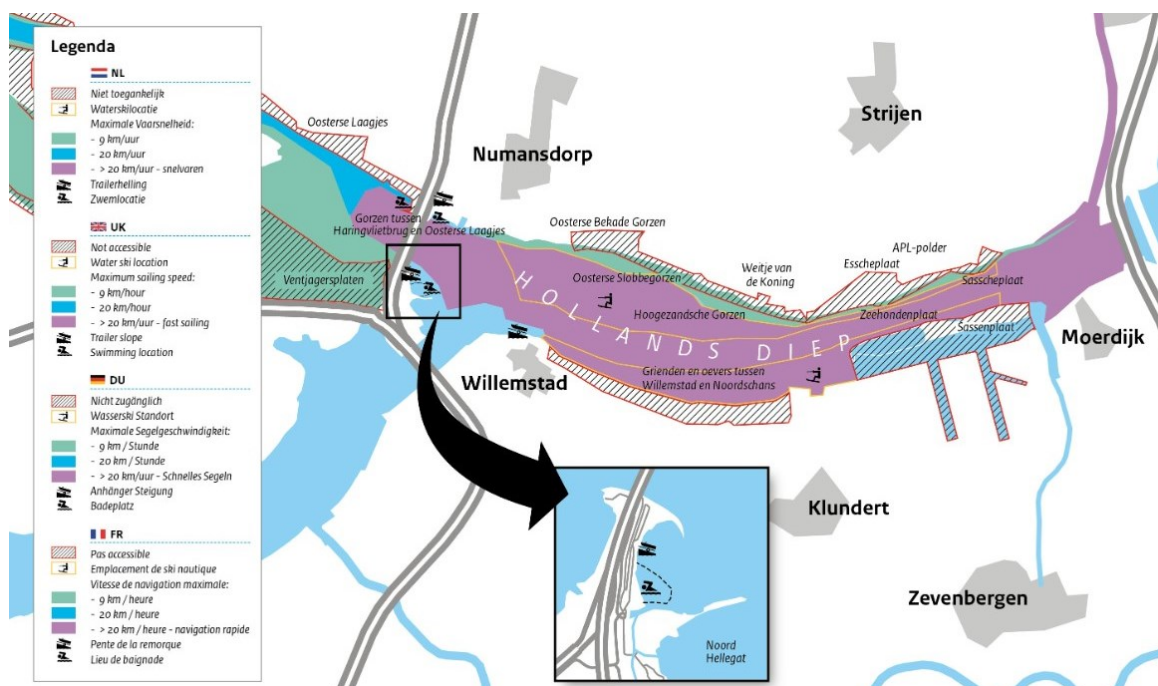 Legenda
NL
Niet toegankelijk
Waterskilocatie
Maximale Vaarsnelheid:
- 9 km/uur
- 20 km/uur
- > 20 km/uur - snelvaren
Trailerhelling
Zwemlocatie
UK
Not accessible
Water ski location
Maximum sailing speed:
- 9 km/hour
- 20 km/hour
- > 20 km/uur - fast sailing
Trailer slope
Swimming location
DU
Nicht zugänglich
Wasserski Standort
Maximale Segelgeschwindigkeit:
- 9 km / Stunde
- 20 km / Stunde
- > 20 km/uur - Schnelles Segeln
Anhänger Steigung
Badeplatz
FR
Pas accessible
Emplacement de ski nautique
Vitesse de navigation maximale:
- 9 km / heure
- 20 km / heure
- > 20 km / heure - navigation rapide
Pente de la remorque
Lieu de baignade
Oosterse Laagjes
Numansdorp
Strijen
Gorzen tussen
Haringvlietbrug en Oosterse Laagjes
Oosterse Bekade Gorzen
APL-polder
Esscheplaat
Weitje van
de Koning
Ventjagersplaten
Oosterse Slobbegorzen
Sasscheplaat
Hoogezandsche Gorzen
Zeehondenplaat
HOLLANDS DIEP
Sassenplaat
Moerdijk
Willemstad
Grienden en oevers tussen
Willemstad en Noordschans
Klundert
Zevenbergen
Noord
Hellegat